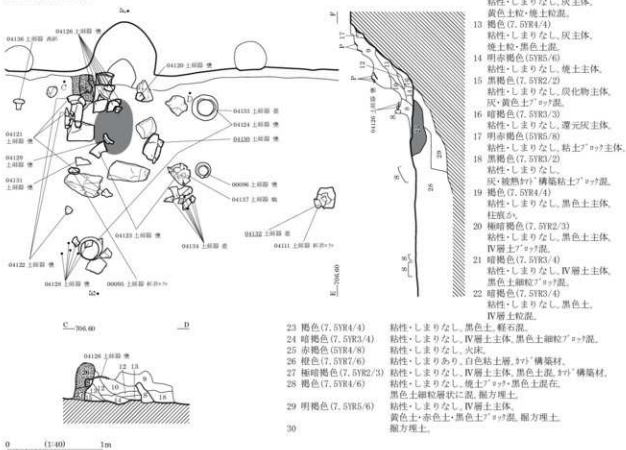 粘性・しまりなし、灰主体、
黄色土粒・焼土粒混。
13 褐色(7.5YR4/4)
粘性・しまりなし、灰主体、
焼土粒・黒色土混。
14 明赤褐色(5YR5/6)
粘性・しまりなし、焼土主体。
15 黒褐色(7.5YR2/2)
粘性・しまりなし、炭化物主体、
灰・黄色土ブロック混。
16 暗褐色(7.5YR3/3)
粘性・しまりなし、還元灰主体。
17 明赤褐色(5YR5/8)
粘性・しまりなし、粘土ブロック主体。
18 黒褐色(7.5YR1/2)
粘性・しまりなし、
灰・被熱カマド構築粘土ブロック混。
19 褐色(7.5YR4/4)
粘性・しまりなし、黒色土主体、
柱痕か。
20 極暗褐色(7.5YR2/3)
粘性・しまりなし、黒色土主体、
Ⅳ層土ブロック混。
21 暗褐色(7.5YR3/4)
粘性・しまりなし、Ⅳ層土主体、
黒色土細粒ブロック混。
22 暗褐色(7.5YR3/4)
粘性・しまりなし、黒色土、
Ⅳ層土粒混。
23 褐色(7.5YR4/4) 粘性・しまりなし、黒色土、軽石混。
24 暗褐色(7.5YR3/4) 粘性・しまりなし、Ⅳ層土主体、黒色土細粒ブロック混。
25 赤褐色(5YR4/8) 粘性・しまりなし、火床。
26 橙色(7.5YR7/6) 粘性・しまりあり、白色粘土層、カマド構築材。
27 極暗褐色(7.5YR2/3) 粘性・しまりなし、Ⅳ層土主体、黒色土混、カマド構築材。
28 褐色(7.5YR4/6) 粘性・しまりなし、焼土ブロック・黒色土混在、
黒色土細粒層状に混、掘方埋土。
29 明褐色(7.5YR5/6) 粘性・しまりなし、Ⅳ層土主体、
黄色土・赤色土・黒色土ブロック混、掘方埋土。
30 掘方埋土。
04126 土師器 甕
04120 土師器 甕
04121
土師器 甕
04129
土師器 甕
04131
土師器 甕
04122 土師器 甕
04128 土師器 甕
04123 土師器 甕
04124 土師器 甕
04130 土師器 甕
00096 土師器
04134 土師器
04132 土師器
04111 土師器
00095 土師器
C 706.60 D
04126 土師器 甕
E 706.60
F
0 (1:40) 1m